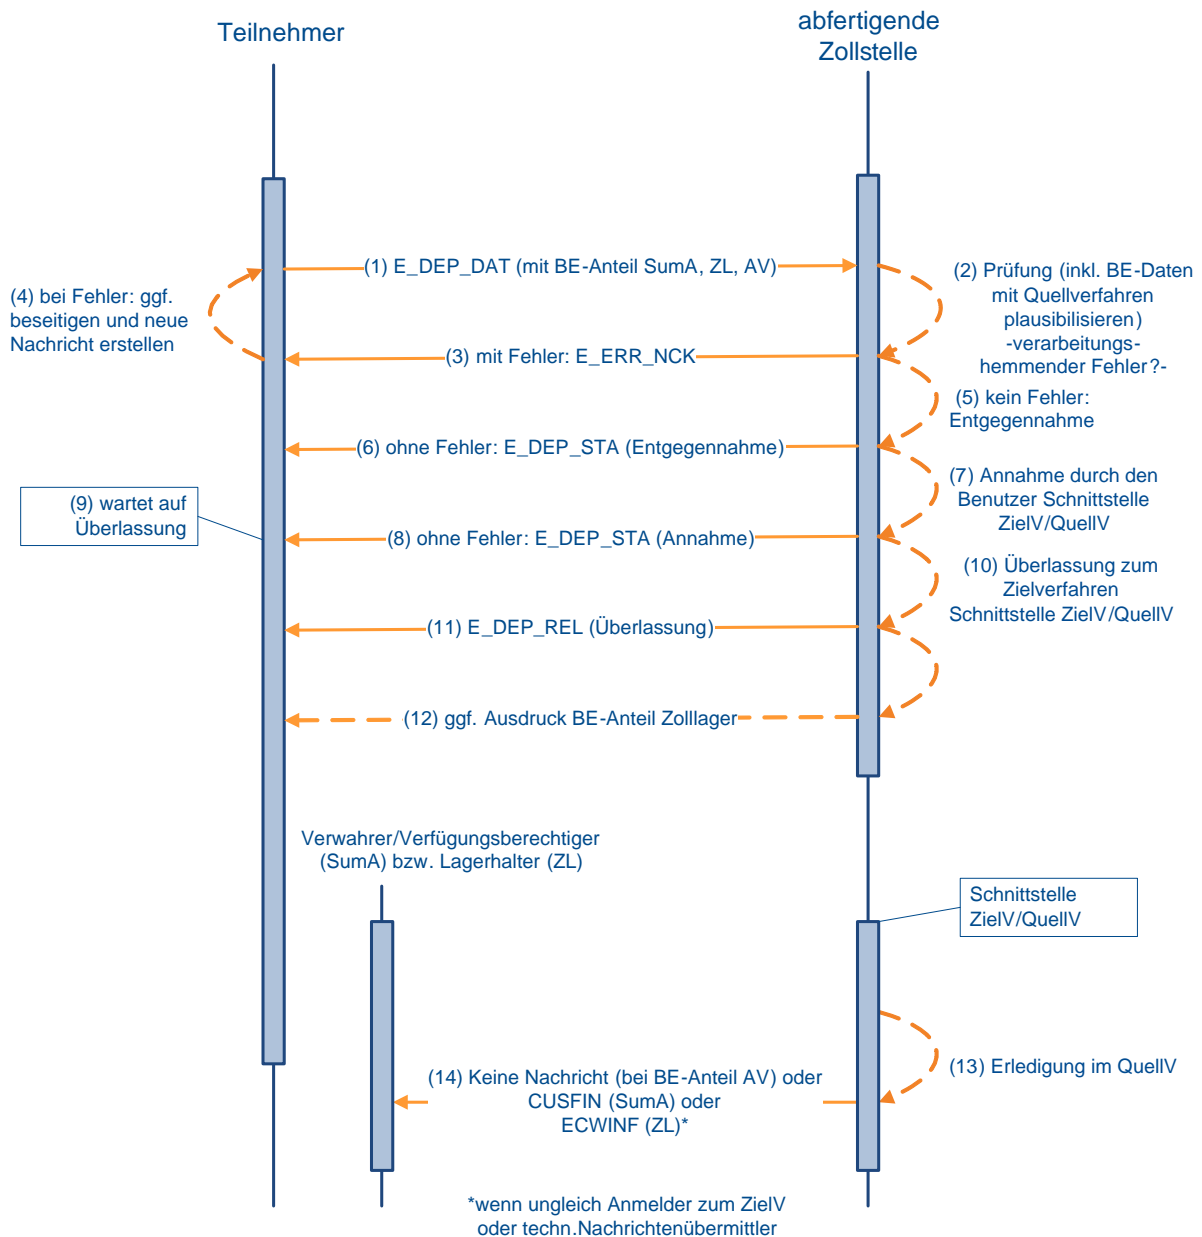 Teilnehmer
abfertigende
Zollstelle
(1) E_DEP_DAT (mit BE-Anteil SumA, ZL, AV)
(2) Prüfung (inkl. BE-Daten
mit Quellverfahren
plausibilisieren)
-verarbeitungs-
hemmender Fehler?-
(4) bei Fehler: ggf.
beseitigen und neue
Nachricht erstellen
(3) mit Fehler: E_ERR_NCK
(5) kein Fehler:
Entgegennahme
(6) ohne Fehler: E_DEP_STA (Entgegennahme)
(7) Annahme durch den
Benutzer Schnittstelle
ZielV/QuellV
(9) wartet auf
Überlassung
(8) ohne Fehler: E_DEP_STA (Annahme)
(10) Überlassung zum
Zielverfahren
Schnittstelle ZielV/QuellV
(11) E_DEP_REL (Überlassung)
(12) ggf. Ausdruck BE-Anteil Zolllager
Verwahrer/Verfügungsberechtiger
(SumA) bzw. Lagerhalter (ZL)
Schnittstelle
ZielV/QuellV
(13) Erledigung im QuellV
(14) Keine Nachricht (bei BE-Anteil AV) oder
CUSFIN (SumA) oder
ECWINF (ZL)*
*wenn ungleich Anmelder zum ZielV
oder techn.Nachrichtenübermittler